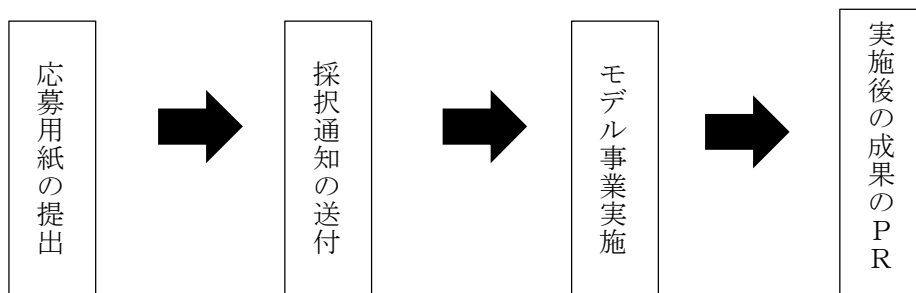 応募用紙の提出
採択通知の送付
モデル事業実施
実施後の成果のＰＲ